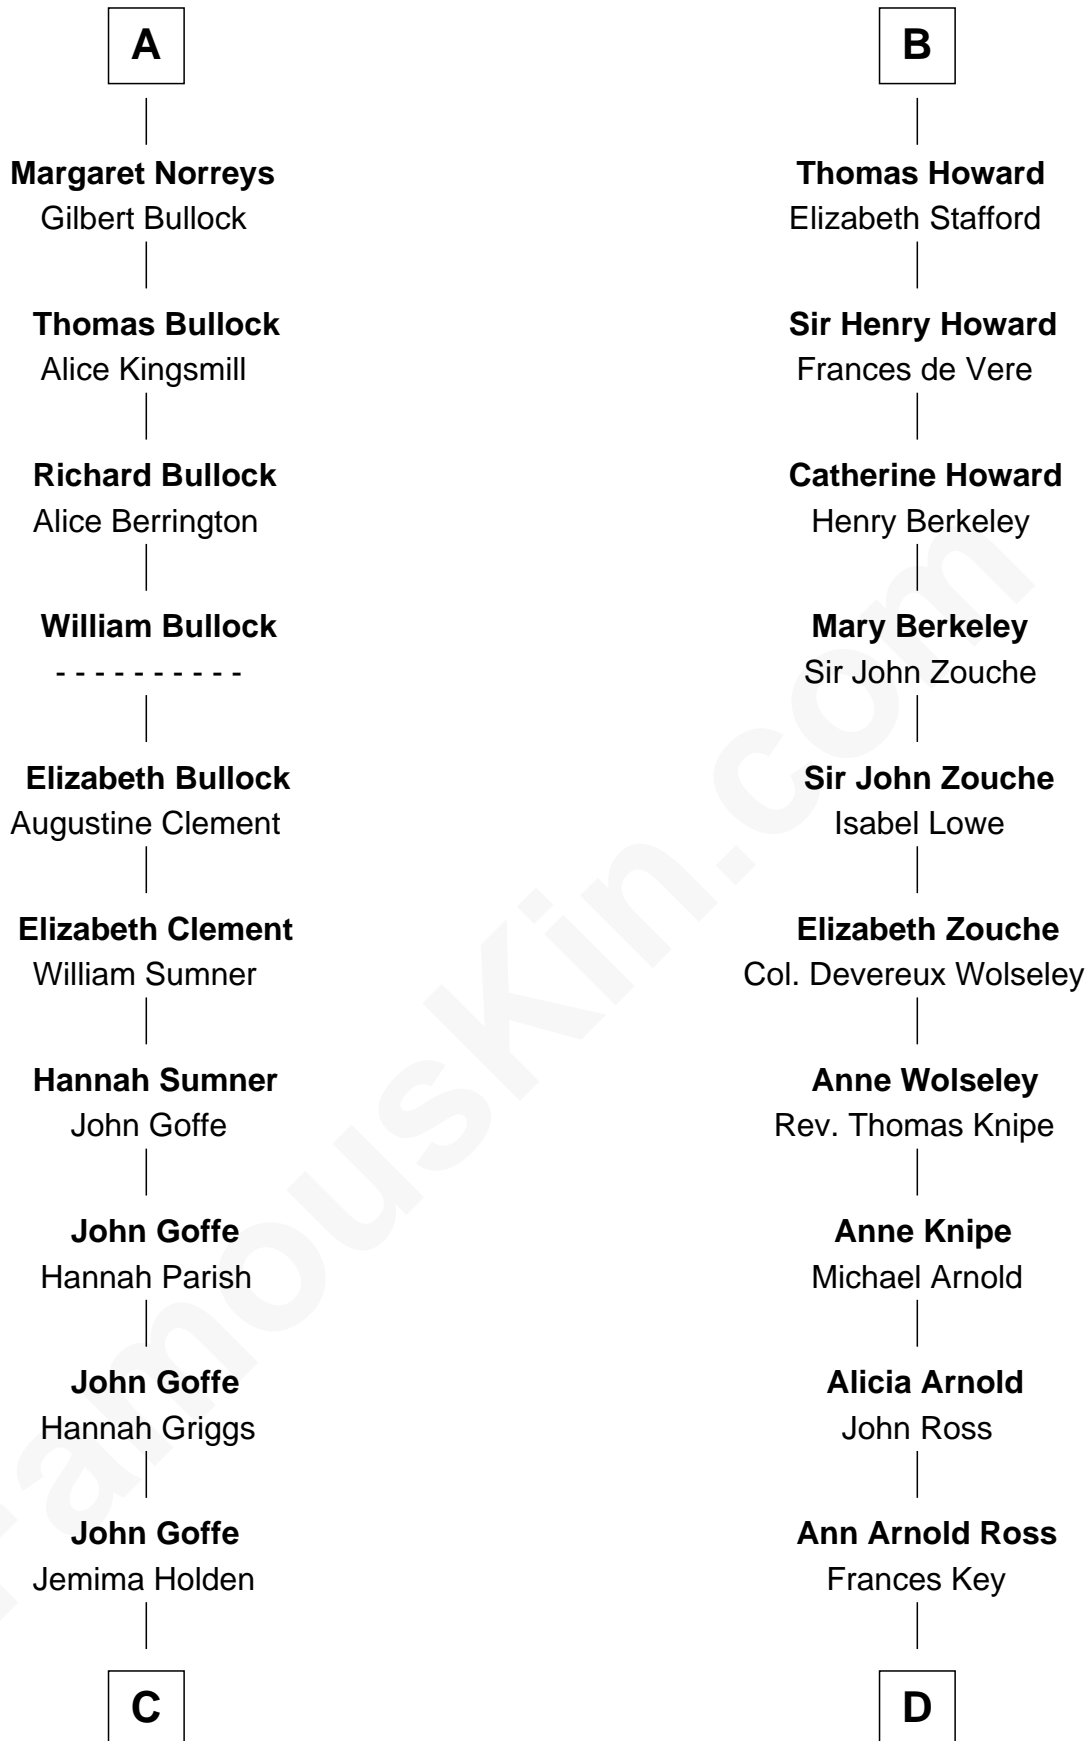 A
Margaret Norreys
Gilbert Bullock
Thomas Bullock
Alice Kingsmill
Richard Bullock
Alice Berrington
William Bullock
- - - - - - - - - -
Elizabeth Bullock
Augustine Clement
Elizabeth Clement
William Sumner
Hannah Sumner
John Goffe
John Goffe
Hannah Parish
John Goffe
Hannah Griggs
John Goffe
Jemima Holden
C
B
Thomas Howard
Elizabeth Stafford
Sir Henry Howard
Frances de Vere
Catherine Howard
Henry Berkeley
Mary Berkeley
Sir John Zouche
Sir John Zouche
Isabel Lowe
Elizabeth Zouche
Col. Devereux Wolseley
Anne Wolseley
Rev. Thomas Knipe
Anne Knipe
Michael Arnold
Alicia Arnold
John Ross
Ann Arnold Ross
Frances Key
D
FamousKin.com